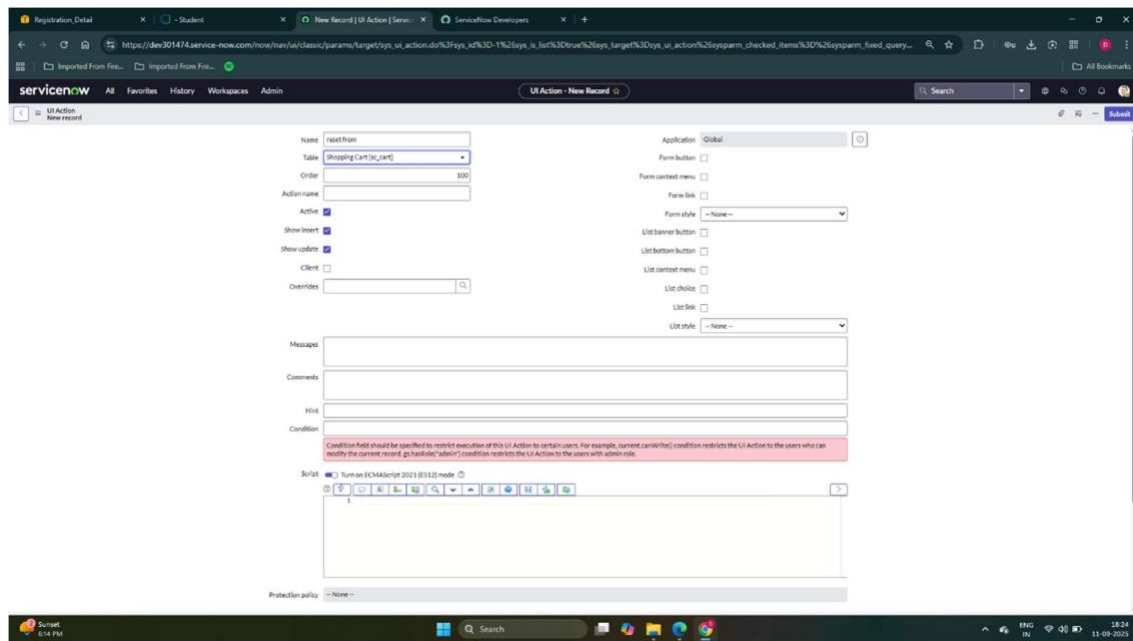 Registration_Detail
- Student
New Record | UI Action | Servic
ServiceNow Developers
https://dev301474.service-now.com/now/nav/ui/classic/params/target/sys_ui_action.do%3Fsys_id%3D-1%26sys_is_list%3Dtrue%26sys_target%3Dsys_ui_action%26sysparm_checked_items%3D%26sysparm_fixed_query...
Imported From Fire...
Imported From Fire...
All Bookmarks
servicenow
All Favorites History Workspaces Admin
UI Action - New Record
Search
UI Action
New record
Submit
Name reset from
Application Global
Table Shopping Cart [sc_cart]
Form button
Order 100
Form context menu
Action name
Form link
Active
Form style -- None --
Show insert
List banner button
Show update
List bottom button
Client
List context menu
Overrides
List choice
List link
List style -- None --
Messages
Comments
Hint
Condition
Condition field should be specified to restrict execution of this UI Action to certain users. For example, current.canWrite() condition restricts the UI Action to the users who can
modify the current record, gs.hasRole("admin") condition restricts the UI Action to the users with admin role.
Script Turn on ECMAScript 2021 (ES12) mode
1
Protection policy -- None --
Sunset
6:14 PM
Search
ENG
IN
18:24
11-09-2025